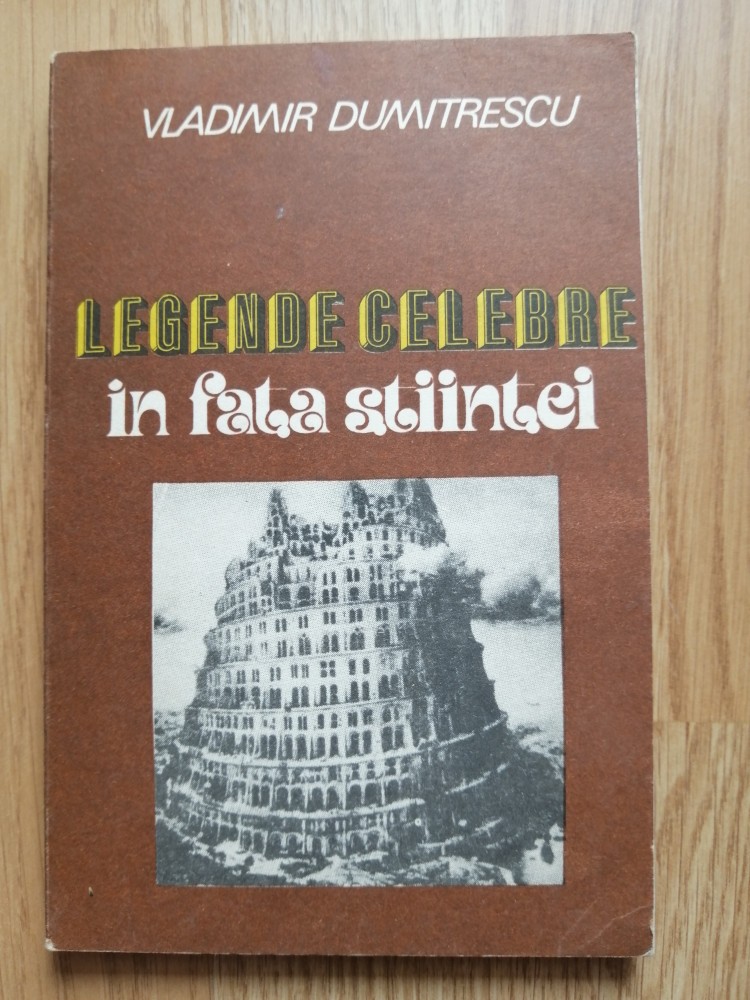 VLADIMIR DUMITRESCU
LEGENDE CELEBRE
in fata stiintei